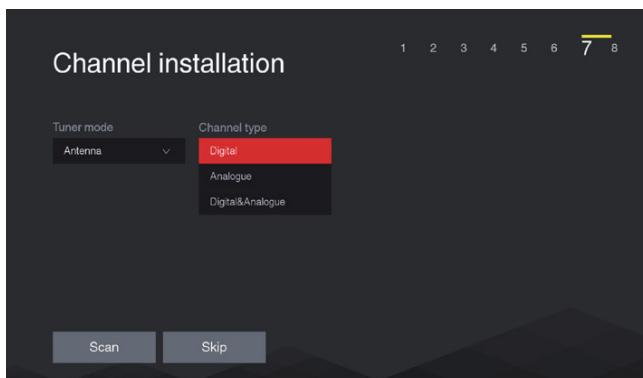 Channel installation
1 2 3 4 5 6 7 8
Tuner mode
Channel type
Antenna
Digital
Analogue
Digital&Analogue
Scan
Skip